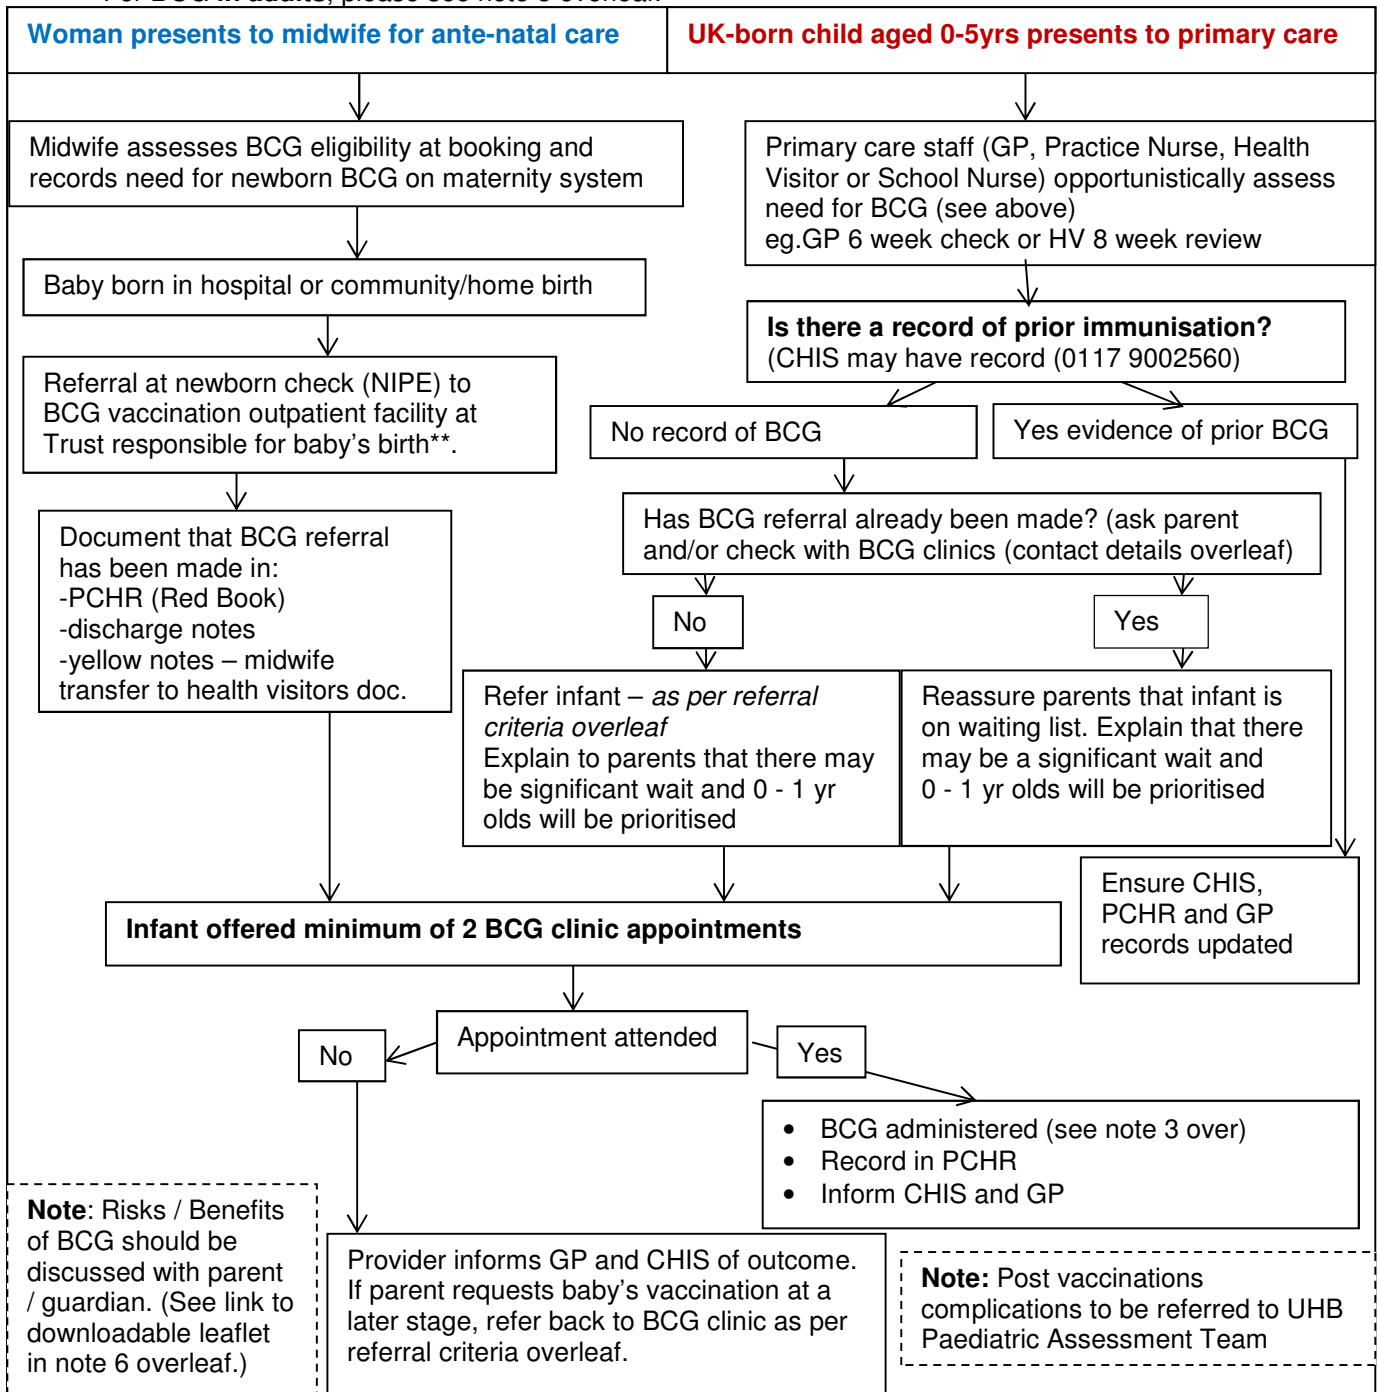 For BCG in adults, please see note 5 overleaf.
Woman presents to midwife for ante-natal care
UK-born child aged 0-5yrs presents to primary care
Midwife assesses BCG eligibility at booking and
records need for newborn BCG on maternity system
Primary care staff (GP, Practice Nurse, Health
Visitor or School Nurse) opportunistically assess
need for BCG (see above)
eg.GP 6 week check or HV 8 week review
Baby born in hospital or community/home birth
Is there a record of prior immunisation?
(CHIS may have record (0117 9002560)
Referral at newborn check (NIPE) to
BCG vaccination outpatient facility at
Trust responsible for baby's birth**.
No record of BCG
Yes evidence of prior BCG
Has BCG referral already been made? (ask parent
and/or check with BCG clinics (contact details overleaf)
Document that BCG referral
has been made in:
-PCHR (Red Book)
-discharge notes
-yellow notes – midwife
transfer to health visitors doc.
No
Yes
Refer infant – as per referral
criteria overleaf
Explain to parents that there may
be significant wait and 0 - 1 yr
olds will be prioritised
Reassure parents that infant is
on waiting list. Explain that there
may be a significant wait and
0 - 1 yr olds will be prioritised
Ensure CHIS,
PCHR and GP
records updated
Infant offered minimum of 2 BCG clinic appointments
Appointment attended
No
Yes
• BCG administered (see note 3 over)
• Record in PCHR
• Inform CHIS and GP
Note: Risks / Benefits
of BCG should be
discussed with parent
/ guardian. (See link to
downloadable leaflet
in note 6 overleaf.)
Provider informs GP and CHIS of outcome.
If parent requests baby's vaccination at a
later stage, refer back to BCG clinic as per
referral criteria overleaf.
Note: Post vaccinations
complications to be referred to UHB
Paediatric Assessment Team